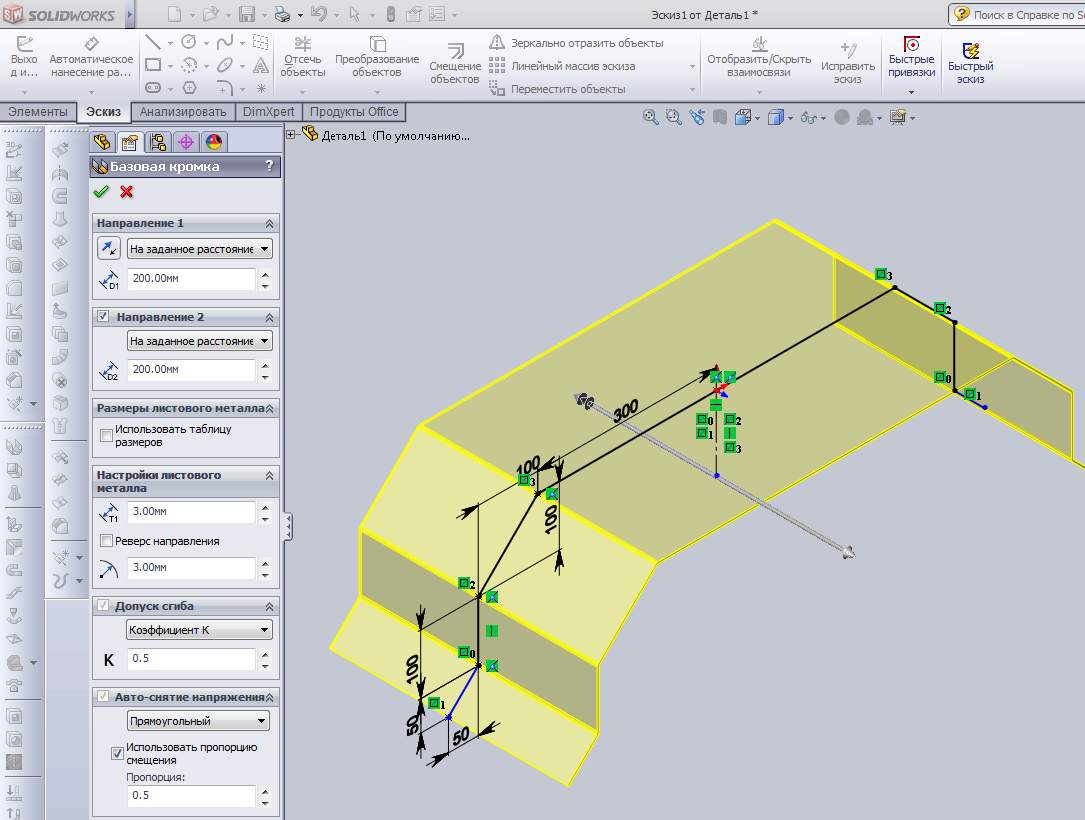 SOLIDWORKS
Эскиз1 от Деталь1 *
Поиск в Справке по
Выхо
д и...
Автоматическое
нанесение ра...
Отсечь
объекты
Преобразование
объектов
Смещение
объектов
Зеркально отразить объекты
Линейный массив эскиза
Переместить объекты
Отобразить/Скрыть
взаимосвязи
Исправить
эскиз
Быстрые
привязки
Быстрый
эскиз
Элементы
Эскиз
Анализировать
DimXpert
Продукты Office
Деталь1 (По умолчанию...
Базовая кромка
?
Направление 1
На заданное расстояние
D1
200.00мм
Направление 2
На заданное расстояние
D2
200.00мм
Размеры листового металла
Использовать таблицу
размеров
Настройки листового
металла
T1
3.00мм
Реверс направления
3.00мм
Допуск сгиба
Коэффициент K
K
0.5
Авто-снятие напряжения
Прямоугольный
Использовать пропорцию
смещения
Пропорция:
0.5
3
2
0
1
300
0
2
1
3
100
3
100
2
0
100
1
50
50